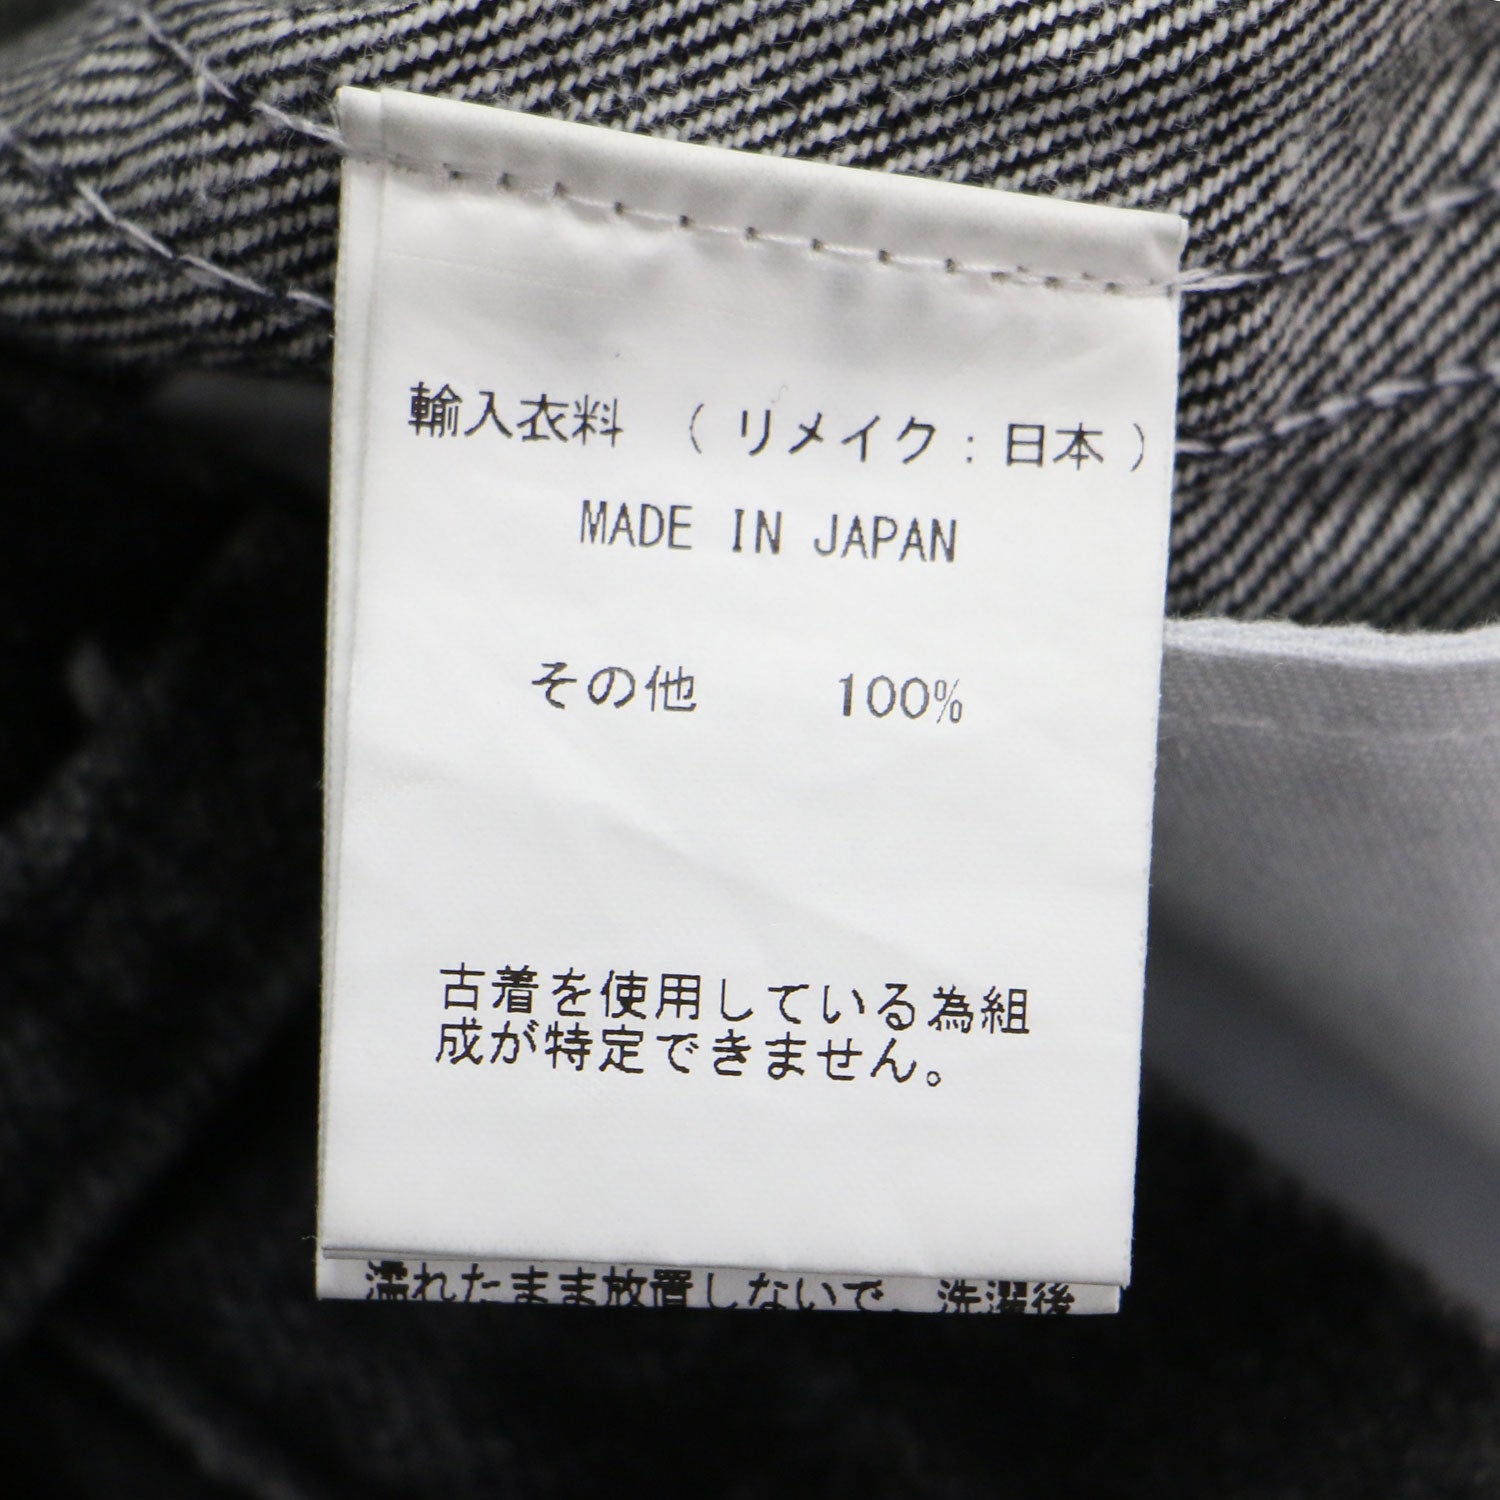 輸入衣料 （リメイク：日本）
MADE IN JAPAN
その他 100%
古着を使用している為組
成が特定できません。
濡れたまま放置しないで、洗濯後